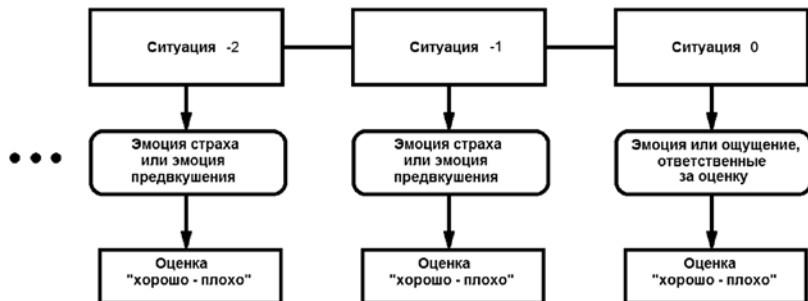 Ситуация -2
Ситуация -1
Ситуация 0
Эмоция страха
или эмоция
предвкушения
Эмоция страха
или эмоция
предвкушения
Эмоция или ощущение,
ответственные
за оценку
Оценка
"хорошо - плохо"
Оценка
"хорошо - плохо"
Оценка
"хорошо - плохо"